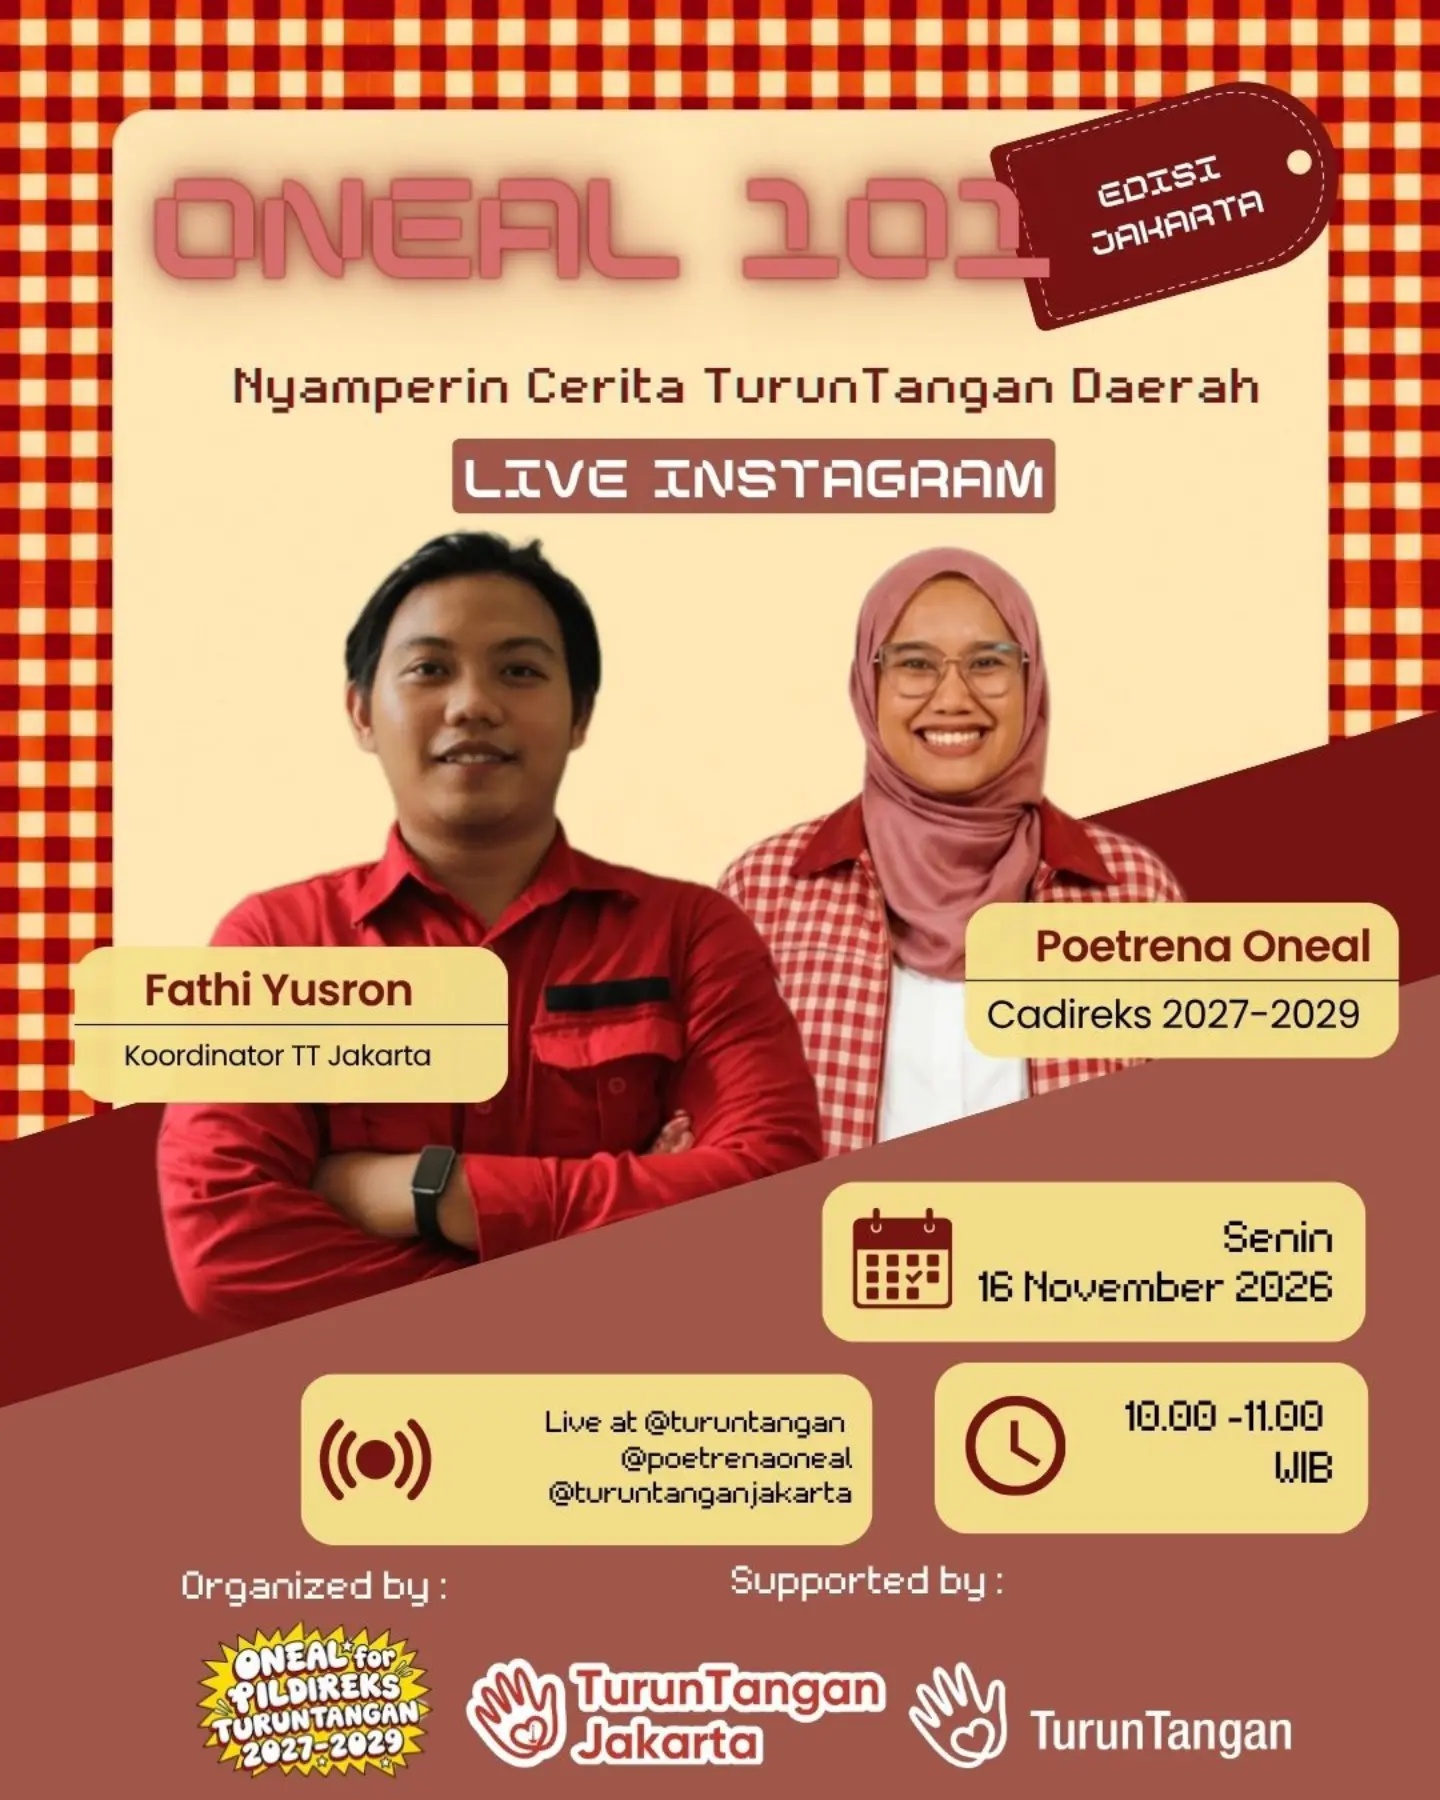 ONEAL 101
EDISI
JAKARTA
Nyamperin Cerita TurunTangan Daerah
LIVE INSTAGRAM
Fathi Yusron
Koordinator TT Jakarta
Poetrena Oneal
Cadireks 2027-2029
Senin
16 November 2026
Live at @turuntangan
@poetrenaoneal
@turuntanganjakarta
10.00 -11.00
WIB
Organized by :
Supported by :
ONEAL for
PILDIREKS
TURUNTANGAN
2027-2029
TurunTangan
Jakarta
TurunTangan